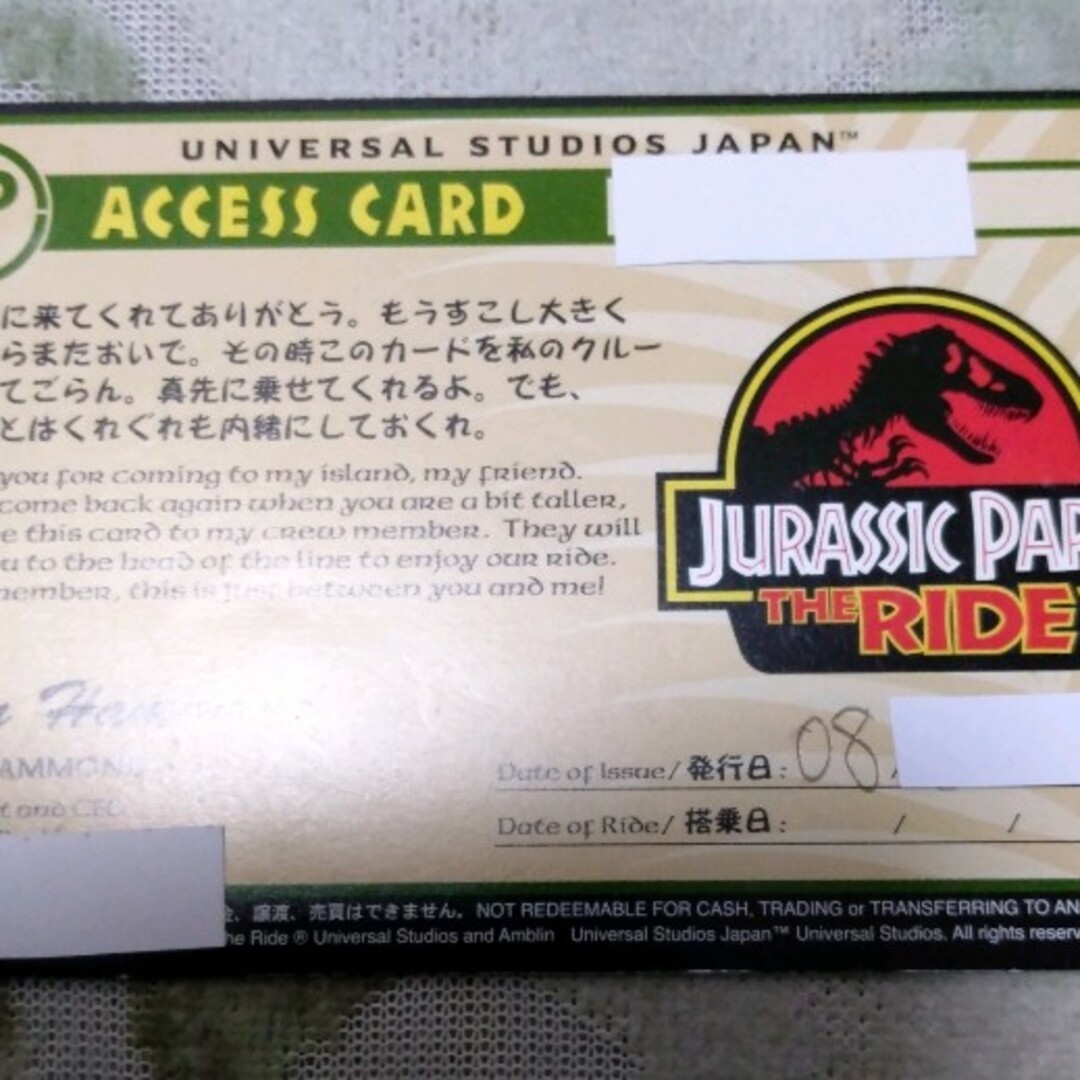 UNIVERSAL STUDIOS JAPAN™
ACCESS CARD
に来てくれてありがとう。もうすこし大きく
らまたおいで。その時このカードを私のクルー
てごらん。真先に乗せてくれるよ。でも、
とはくれぐれも内緒にしておくれ。
you for coming to my island, my friend.
come back again when you are a bit taller,
e this card to my crew member. They will
u to the head of the line to enjoy our ride.
member, this is just between you and me!
JURASSIC PAR
THE RIDE
AMMOND
t and CEO
Date of Issue/発行日: 08 /
Date of Ride/搭乗日: / /
、譲渡、売買はできません。NOT REDEEMABLE FOR CASH, TRADING or TRANSFERRING TO AN
he Ride ® Universal Studios and Amblin Universal Studios Japan™ Universal Studios. All rights reserv